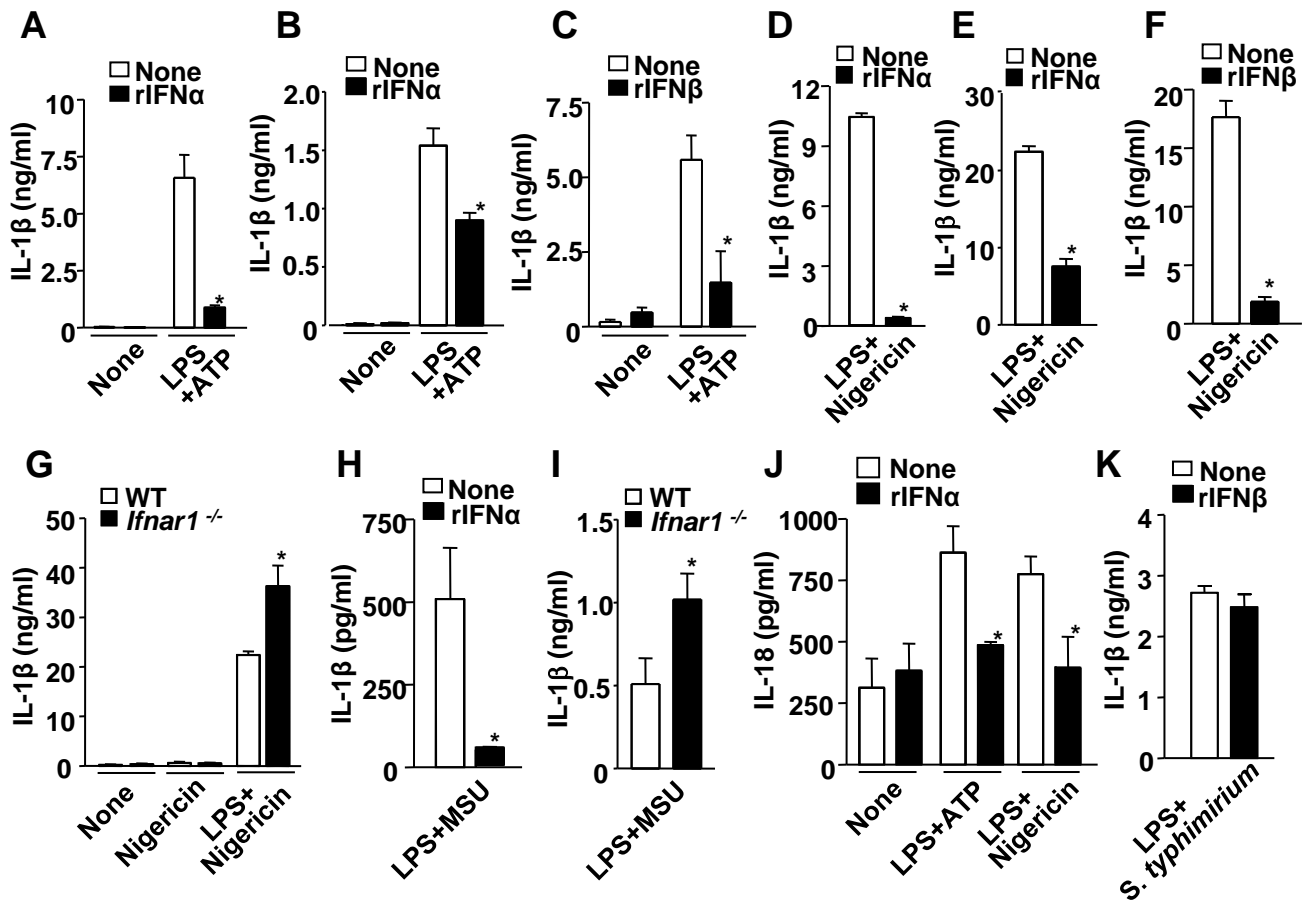 A
None
rIFNα
IL-1β (ng/ml)
10
7.5
5.0
2.5
0
*
None
LPS
+ATP
B
None
rIFNα
IL-1β (ng/ml)
2.0
1.5
1.0
0.5
0
*
None
LPS
+ATP
C
None
rIFNβ
IL-1β (ng/ml)
7.5
5.0
2.5
0
*
None
LPS
+ATP
D
None
rIFNα
IL-1β (ng/ml)
12
9
6
3
0
*
LPS+
Nigericin
E
None
rIFNα
IL-1β (ng/ml)
30
20
10
0
*
LPS+
Nigericin
F
None
rIFNβ
IL-1β (ng/ml)
20
15
10
5
0
*
LPS+
Nigericin
G
WT
Ifnar1 -/-
IL-1β (ng/ml)
50
40
30
20
10
0
*
None
Nigericin
LPS+
Nigericin
H
None
rIFNα
IL-1β (pg/ml)
750
500
250
0
*
LPS+MSU
I
WT
Ifnar1 -/-
IL-1β (ng/ml)
1.5
1.0
0.5
0
*
LPS+MSU
J
None
rIFNα
IL-18 (pg/ml)
1000
750
500
250
0
*
*
None
LPS+ATP
LPS+
Nigericin
K
None
rIFNβ
IL-1β (ng/ml)
4
3
2
1
0
LPS+
S. typhimirium